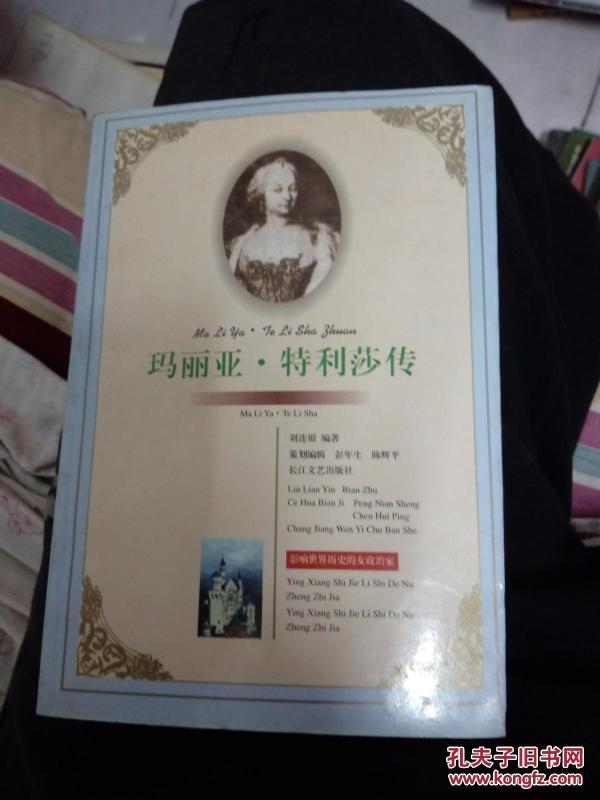 Ma Li Ya · Te Li Sha Zhuan
玛丽亚·特利莎传
Ma Li Ya · Te Li Sha
刘连银 编著
策划编辑 彭年生 陈辉平
长江文艺出版社
Liu Lian Yin Bian Zhu
Ce Hua Bian Ji Peng Nian Sheng
Chen Hui Ping
Chang Jiang Wen Yi Chu Ban She
影响世界历史的女政治家
Ying Xiang Shi Jie Li Shi De Nu
Zheng Zhi Jia
Ying Xiang Shi Jie Li Shi De Nu
Zheng Zhi Jia
孔夫子旧书网
www.kongfz.com